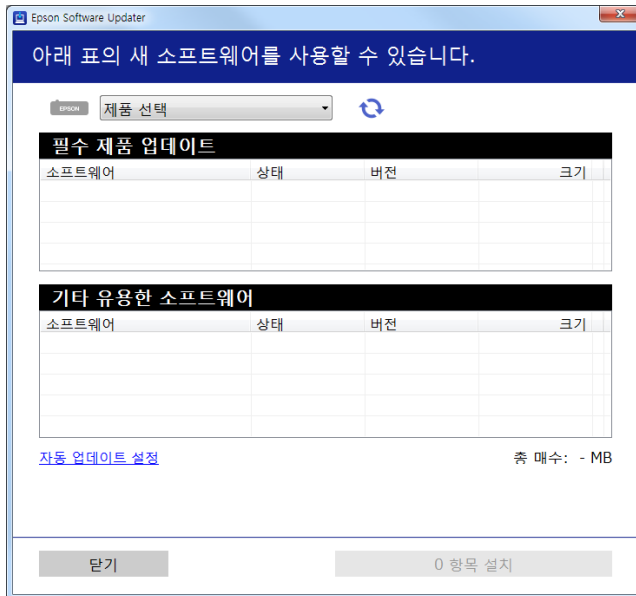 Epson Software Updater
아래 표의 새 소프트웨어를 사용할 수 있습니다.
EPSON 제품 선택
필수 제품 업데이트
소프트웨어 상태 버전 크기
기타 유용한 소프트웨어
소프트웨어 상태 버전 크기
자동 업데이트 설정 총 매수: - MB
닫기 0 항목 설치